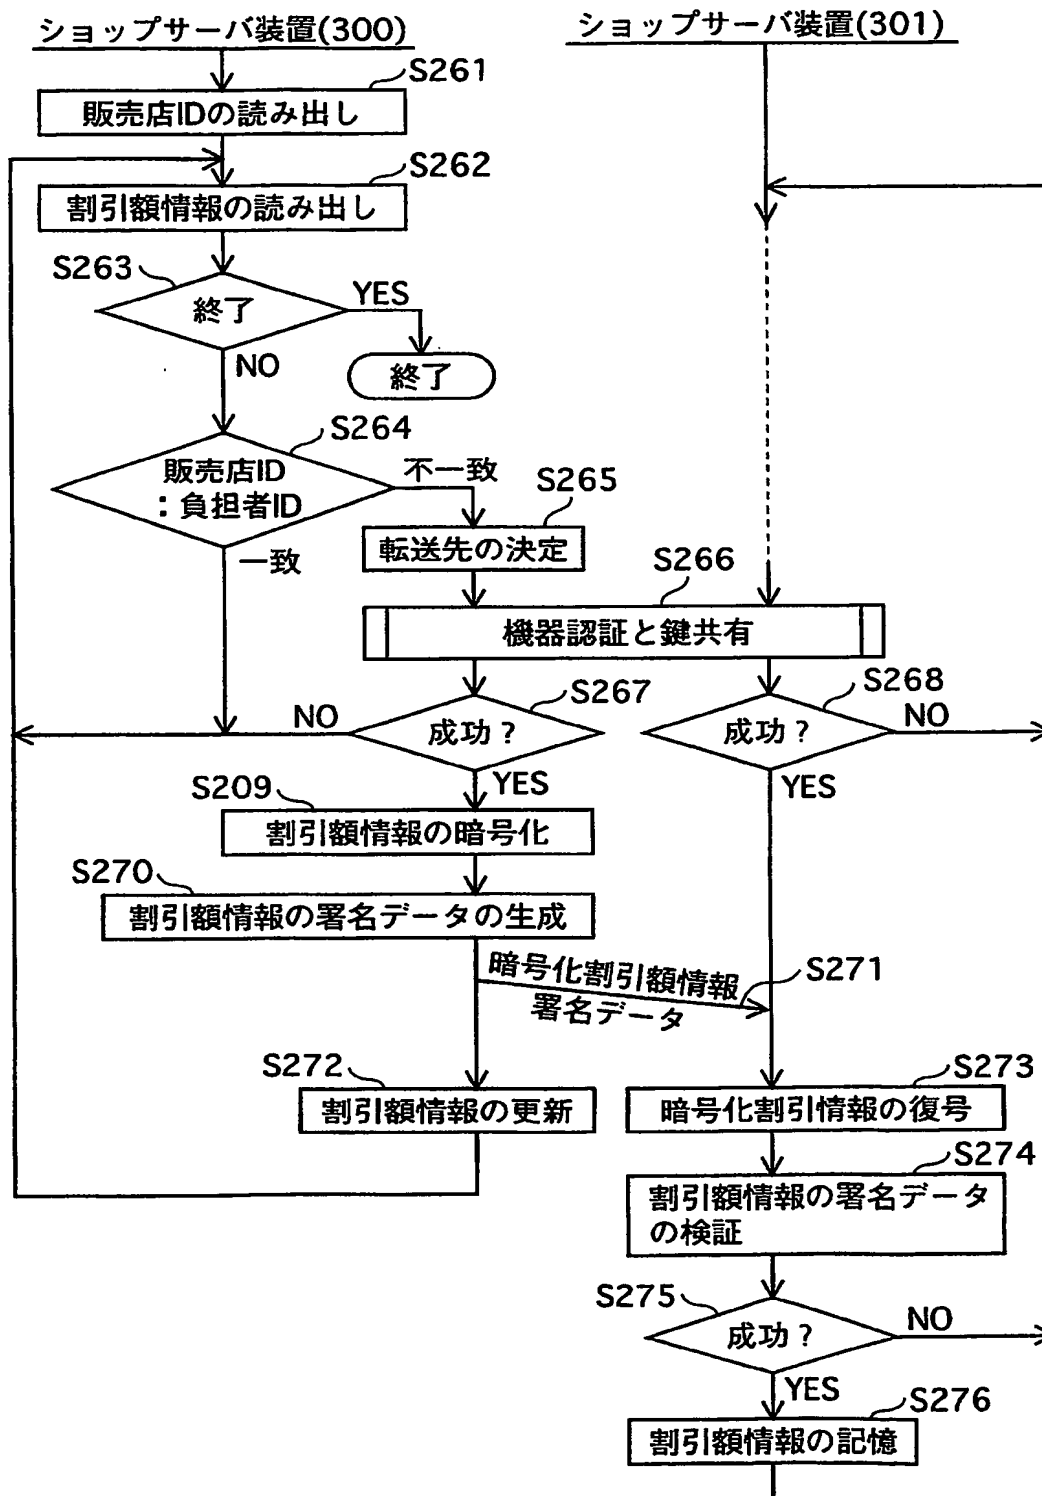 ショップサーバ装置(300)
ショップサーバ装置(301)
S261
販売店IDの読み出し
S262
割引額情報の読み出し
S263
終了
YES
終了
NO
S264
販売店ID
:負担者ID
不一致
一致
S265
転送先の決定
S266
機器認証と鍵共有
S267
成功?
NO
YES
S268
成功?
NO
YES
S209
割引額情報の暗号化
S270
割引額情報の署名データの生成
暗号化割引額情報
署名データ
S271
S272
割引額情報の更新
S273
暗号化割引情報の復号
S274
割引額情報の署名データ
の検証
S275
成功?
NO
YES
S276
割引額情報の記憶